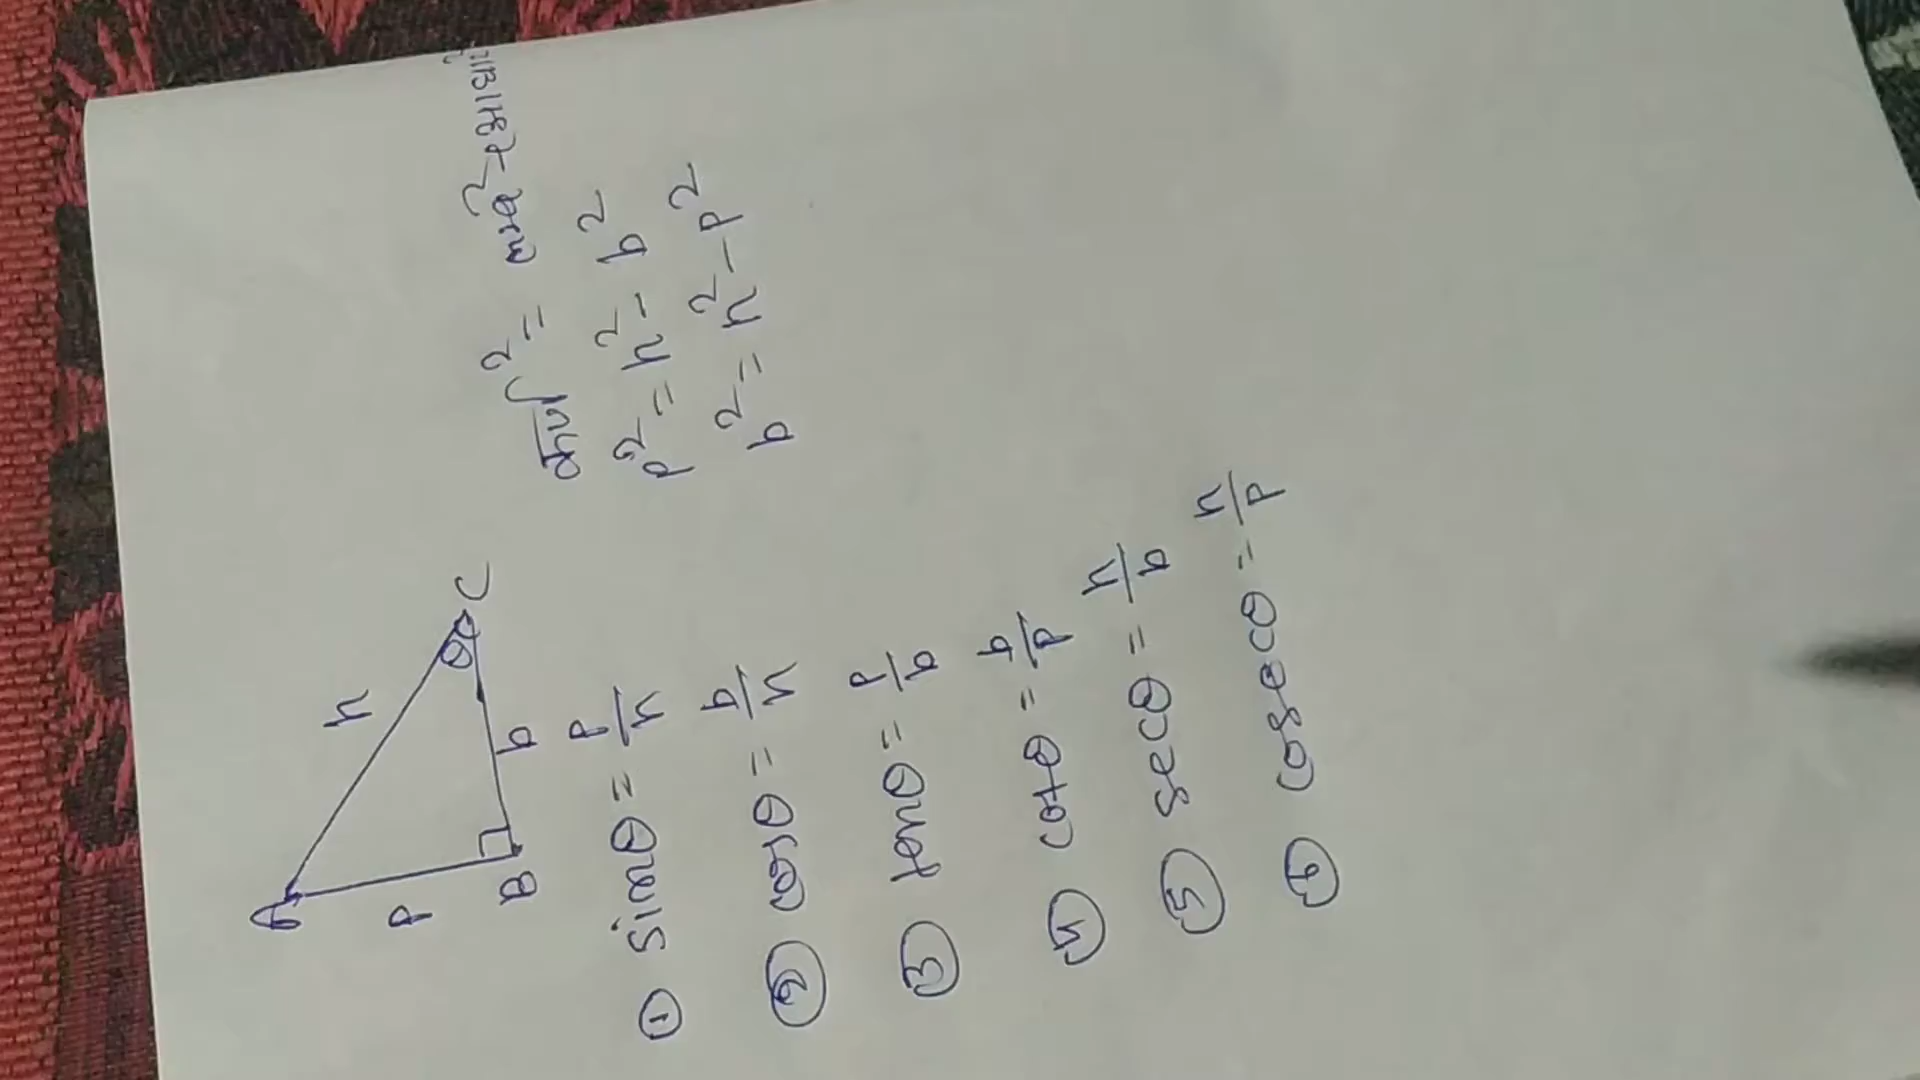 A
h
P
θ
B
b
C
लम्ब² = कर्ण² - आधार²
p² = h² - b²
b² = h² - p²
① sinθ = p/h
② cosθ = b/h
③ tanθ = p/b
④ cotθ = b/p
⑤ secθ = h/b
⑥ cosecθ = h/p